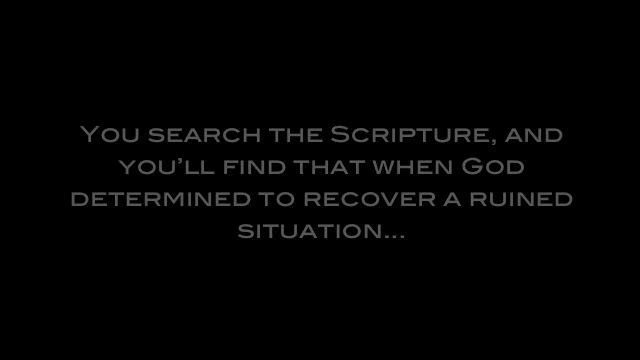 You search the Scripture, and
you’ll find that when God
determined to recover a ruined
situation...